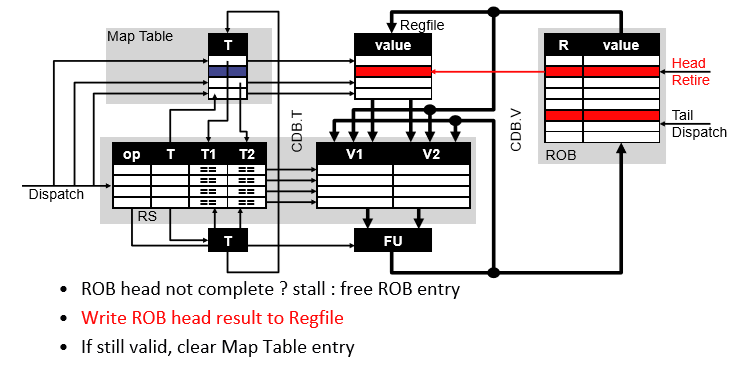 Map Table
T
Regfile
value
R value
Head
Retire
Tail
Dispatch
ROB
CDB.T
CDB.V
op T T1 T2
V1 V2
== ==
== ==
== ==
== ==
Dispatch
RS
T
FU
• ROB head not complete ? stall : free ROB entry
• Write ROB head result to Regfile
• If still valid, clear Map Table entry